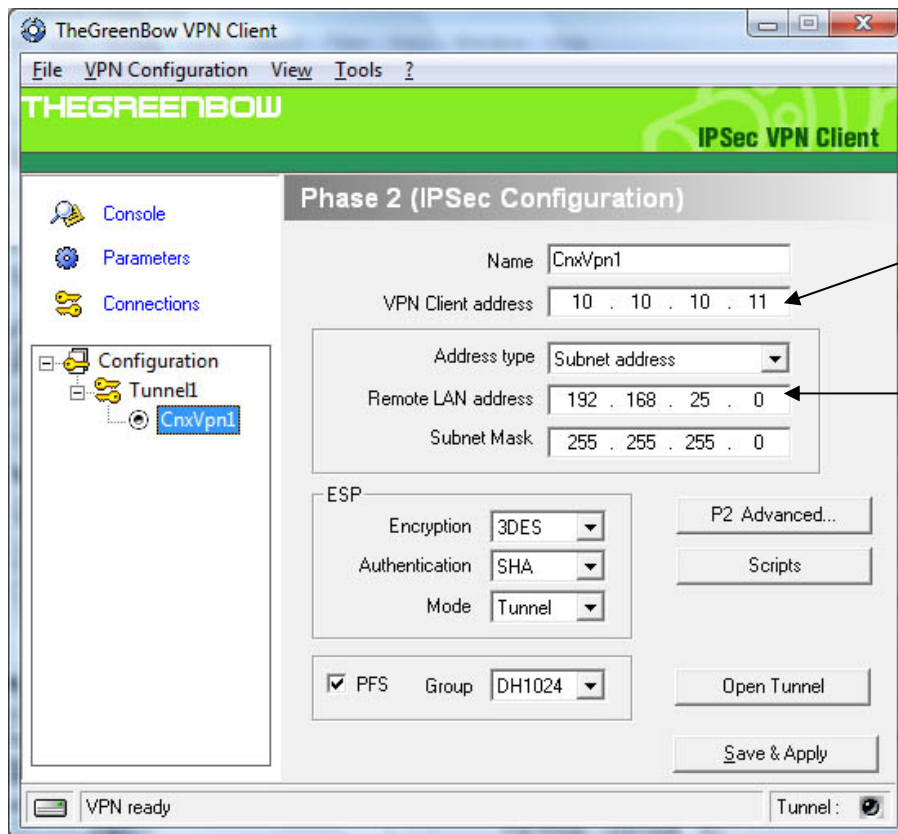 TheGreenBow VPN Client
File VPN Configuration View Tools ?
THEGREENBOW
IPSec VPN Client
Console
Parameters
Connections
Configuration
Tunnel1
CnxVpn1
Phase 2 (IPSec Configuration)
Name CnxVpn1
VPN Client address 10 . 10 . 10 . 11
Address type Subnet address
Remote LAN address 192 . 168 . 25 . 0
Subnet Mask 255 . 255 . 255 . 0
ESP
Encryption 3DES
Authentication SHA
Mode Tunnel
P2 Advanced...
Scripts
PFS Group DH1024
Open Tunnel
Save & Apply
VPN ready
Tunnel :